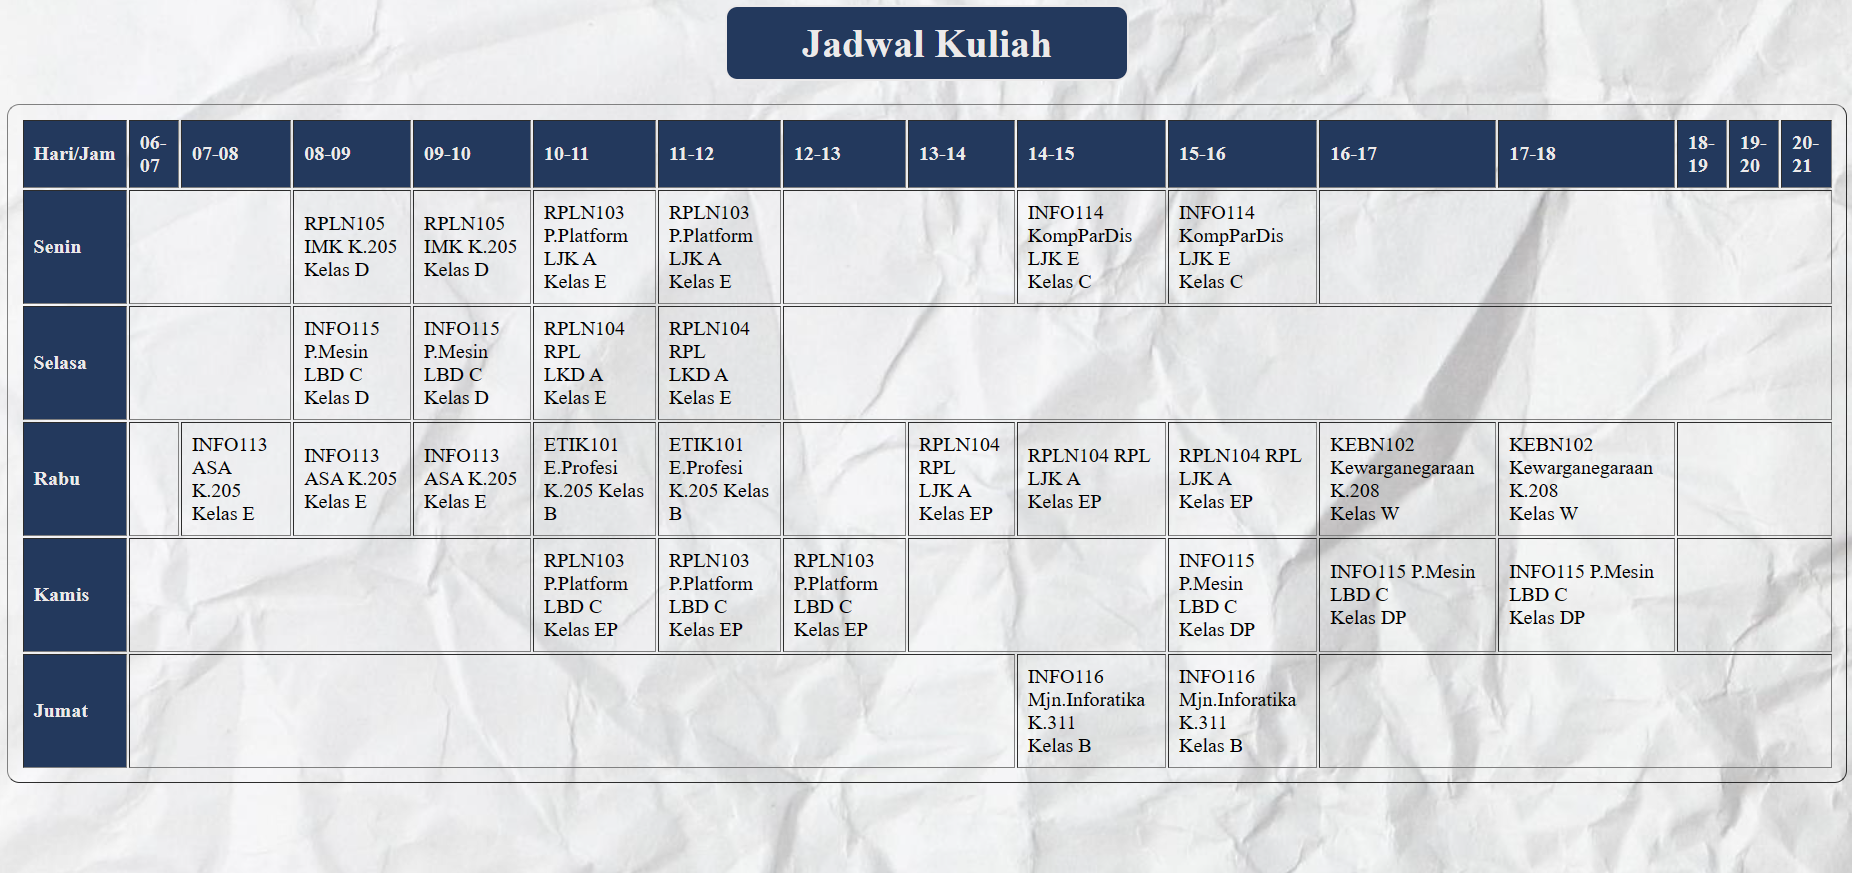 Jadwal Kuliah
Hari/Jam 06-07 07-08 08-09 09-10 10-11 11-12 12-13 13-14 14-15 15-16 16-17 17-18 18-19 19-20 20-21
Senin
RPLN105
IMK K.205
Kelas D
RPLN105
IMK K.205
Kelas D
RPLN103
P.Platform
LJK A
Kelas E
RPLN103
P.Platform
LJK A
Kelas E
INFO114
KompParDis
LJK E
Kelas C
INFO114
KompParDis
LJK E
Kelas C
Selasa
INFO115
P.Mesin
LBD C
Kelas D
INFO115
P.Mesin
LBD C
Kelas D
RPLN104
RPL
LKD A
Kelas E
RPLN104
RPL
LKD A
Kelas E
Rabu
INFO113
ASA
K.205
Kelas E
INFO113
ASA K.205
Kelas E
INFO113
ASA K.205
Kelas E
ETIK101
E.Profesi
K.205 Kelas
B
ETIK101
E.Profesi
K.205 Kelas
B
RPLN104
RPL
LJK A
Kelas EP
RPLN104 RPL
LJK A
Kelas EP
RPLN104 RPL
LJK A
Kelas EP
KEBN102
Kewarganegaraan
K.208
Kelas W
KEBN102
Kewarganegaraan
K.208
Kelas W
Kamis
RPLN103
P.Platform
LBD C
Kelas EP
RPLN103
P.Platform
LBD C
Kelas EP
RPLN103
P.Platform
LBD C
Kelas EP
INFO115
P.Mesin
LBD C
Kelas DP
INFO115 P.Mesin
LBD C
Kelas DP
INFO115 P.Mesin
LBD C
Kelas DP
Jumat
INFO116
Mjn.Inforatika
K.311
Kelas B
INFO116
Mjn.Inforatika
K.311
Kelas B